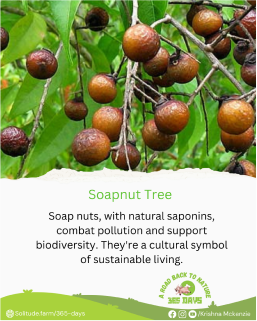 Soapnut Tree
Soap nuts, with natural saponins,
combat pollution and support
biodiversity. They're a cultural symbol
of sustainable living.
A ROAD BACK TO NATURE
365 DAYS
Solitude.farm/365-days
/Krishna Mckenzie